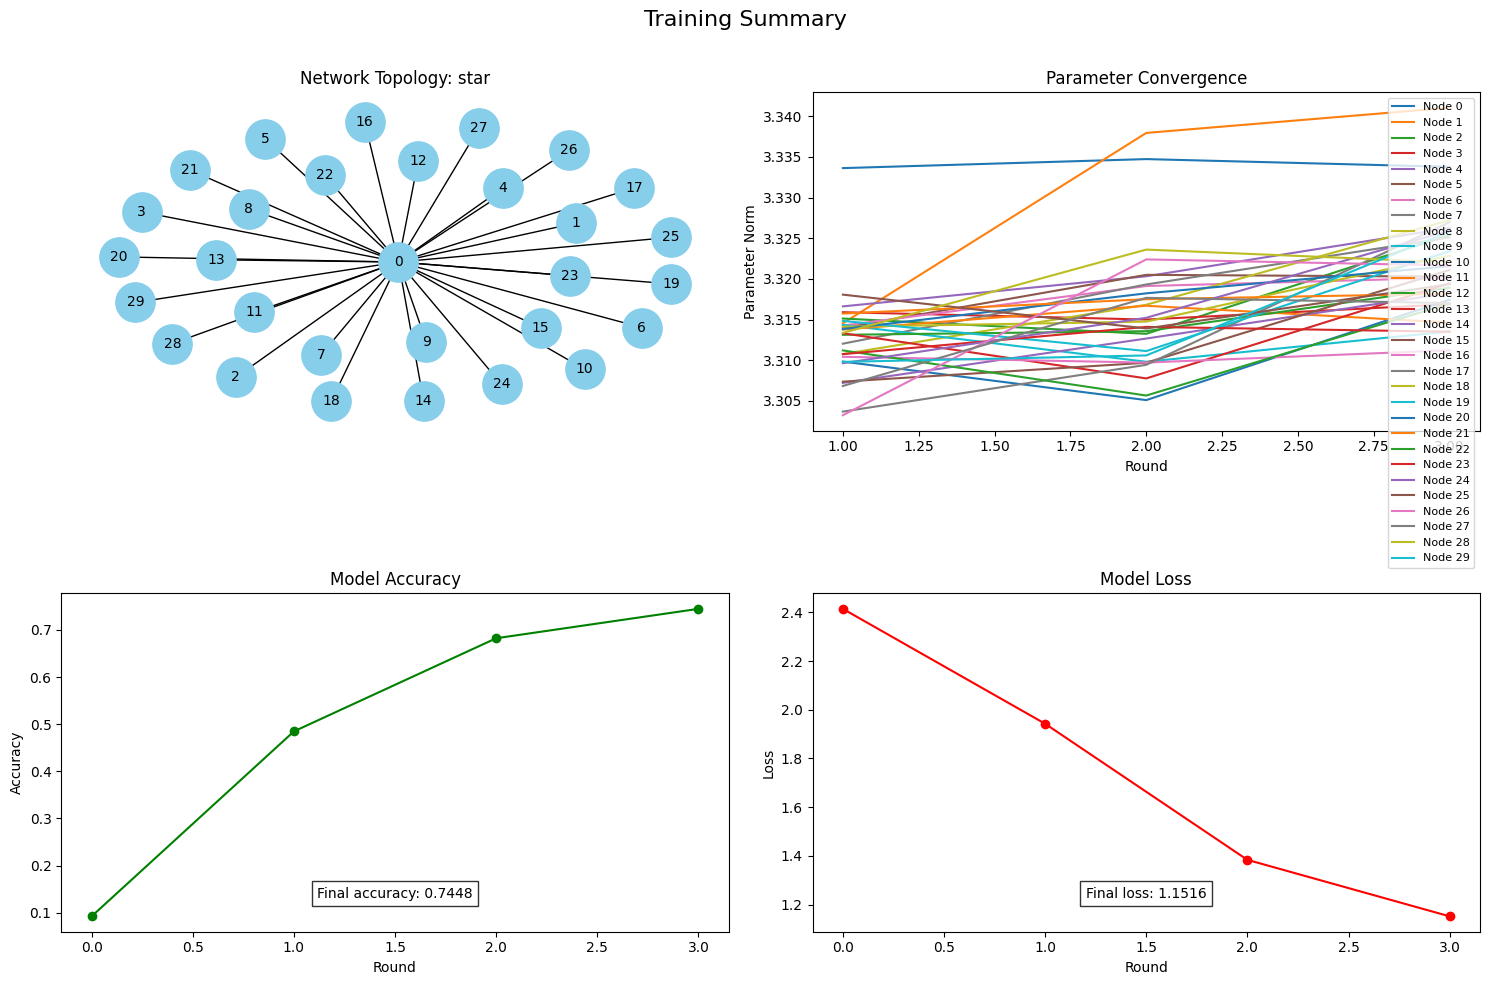 Training Summary
Network Topology: star
16
27
5
26
12
21
22
4
17
3
8
1
25
20
13
0
23
19
29
11
15
6
28
7
9
10
2
24
18
14
Parameter Convergence
Parameter Norm
3.340
3.335
3.330
3.325
3.320
3.315
3.310
3.305
1.00
1.25
1.50
1.75
2.00
2.25
2.50
2.75
3.00
Round
Node 0
Node 1
Node 2
Node 3
Node 4
Node 5
Node 6
Node 7
Node 8
Node 9
Node 10
Node 11
Node 12
Node 13
Node 14
Node 15
Node 16
Node 17
Node 18
Node 19
Node 20
Node 21
Node 22
Node 23
Node 24
Node 25
Node 26
Node 27
Node 28
Node 29
Model Accuracy
Accuracy
0.7
0.6
0.5
0.4
0.3
0.2
0.1
Final accuracy: 0.7448
0.0
0.5
1.0
1.5
2.0
2.5
3.0
Round
Model Loss
Loss
2.4
2.2
2.0
1.8
1.6
1.4
1.2
Final loss: 1.1516
0.0
0.5
1.0
1.5
2.0
2.5
3.0
Round